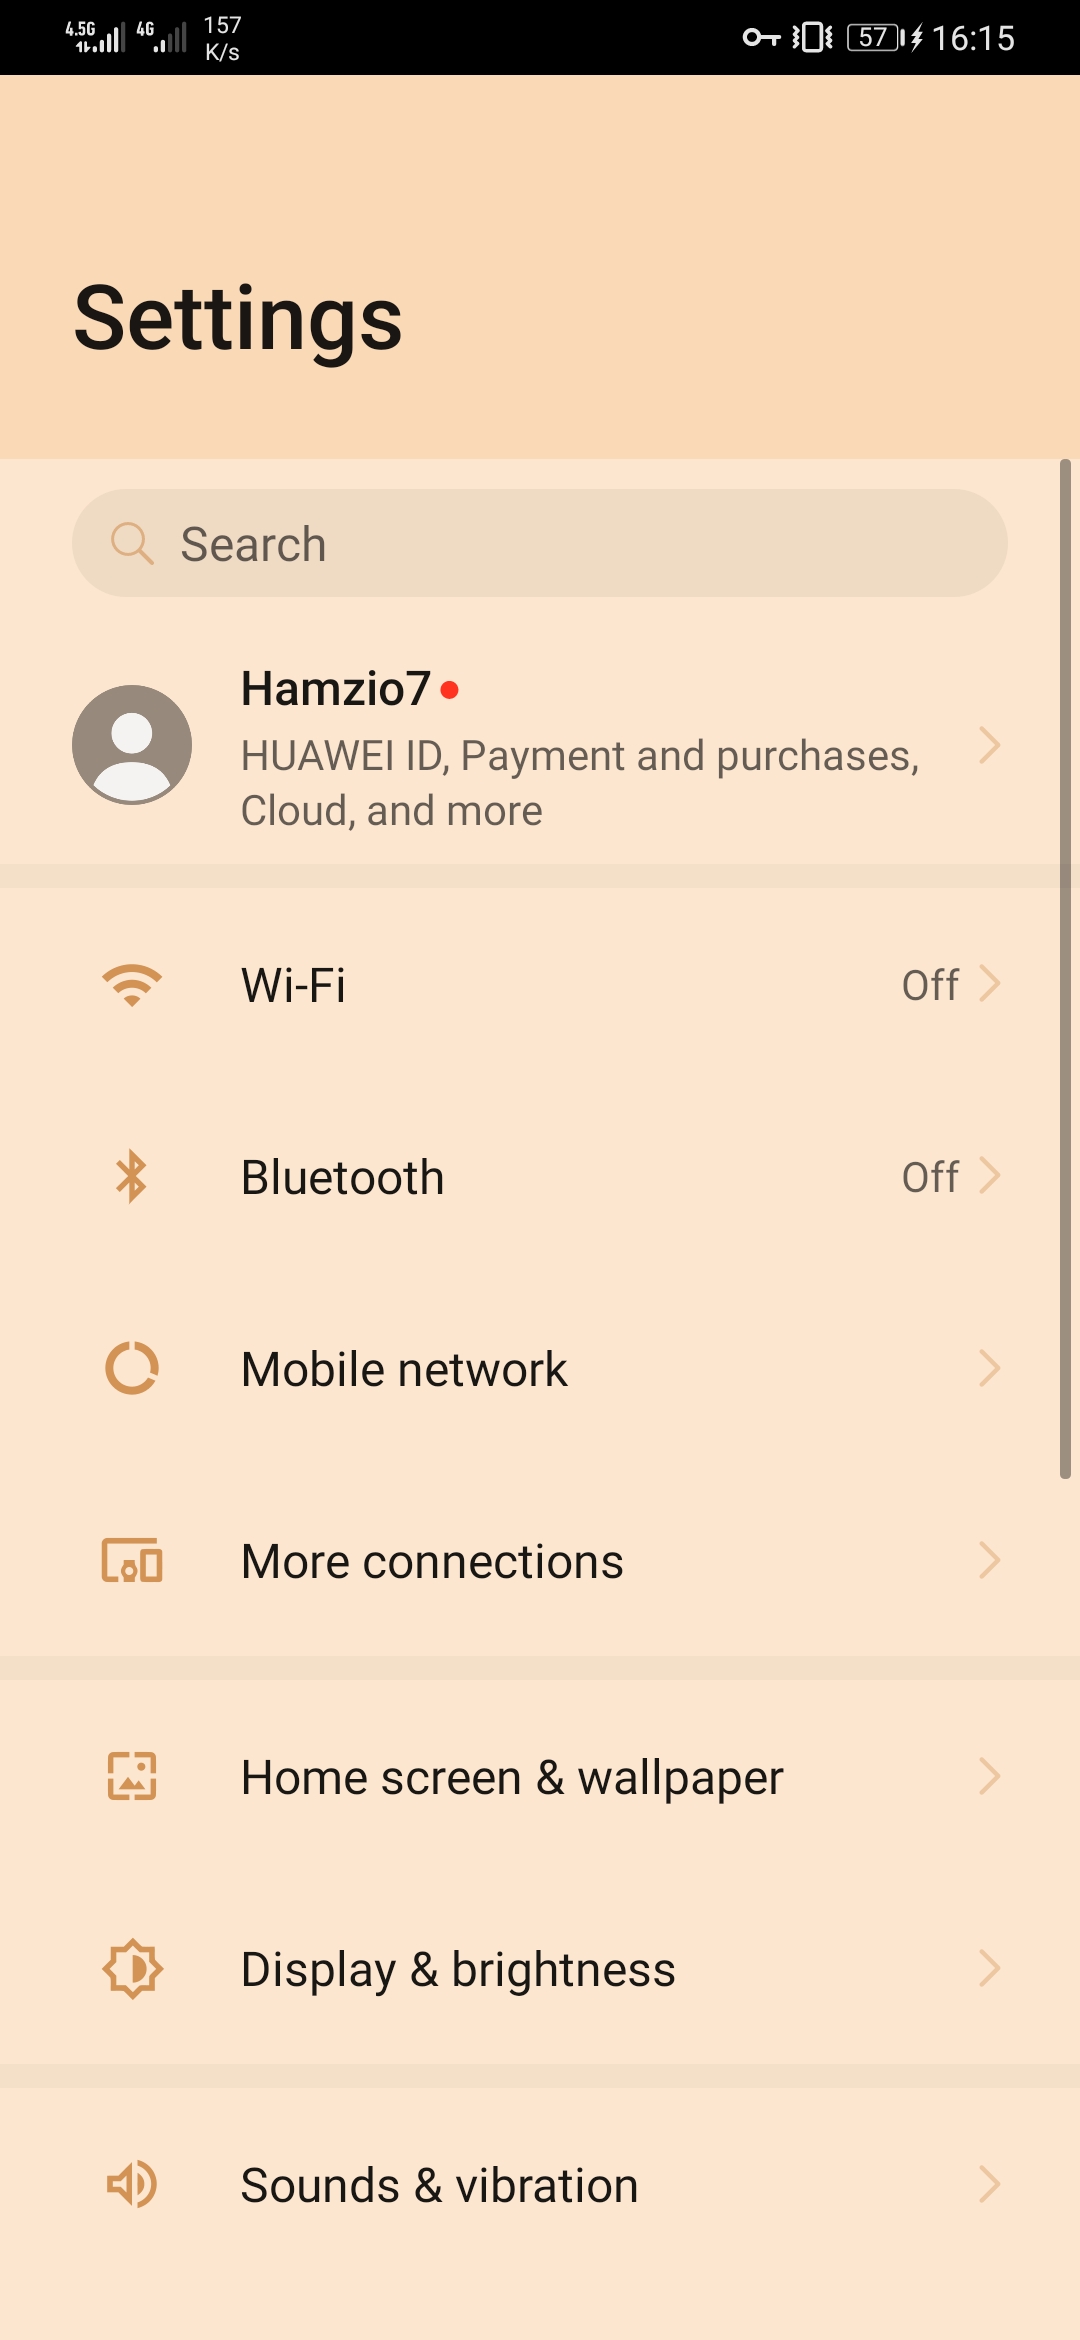 4.5G 4G 157 K/s 57 16:15
Settings
Search
Hamzio7
HUAWEI ID, Payment and purchases,
Cloud, and more
Wi-Fi Off
Bluetooth Off
Mobile network
More connections
Home screen & wallpaper
Display & brightness
Sounds & vibration